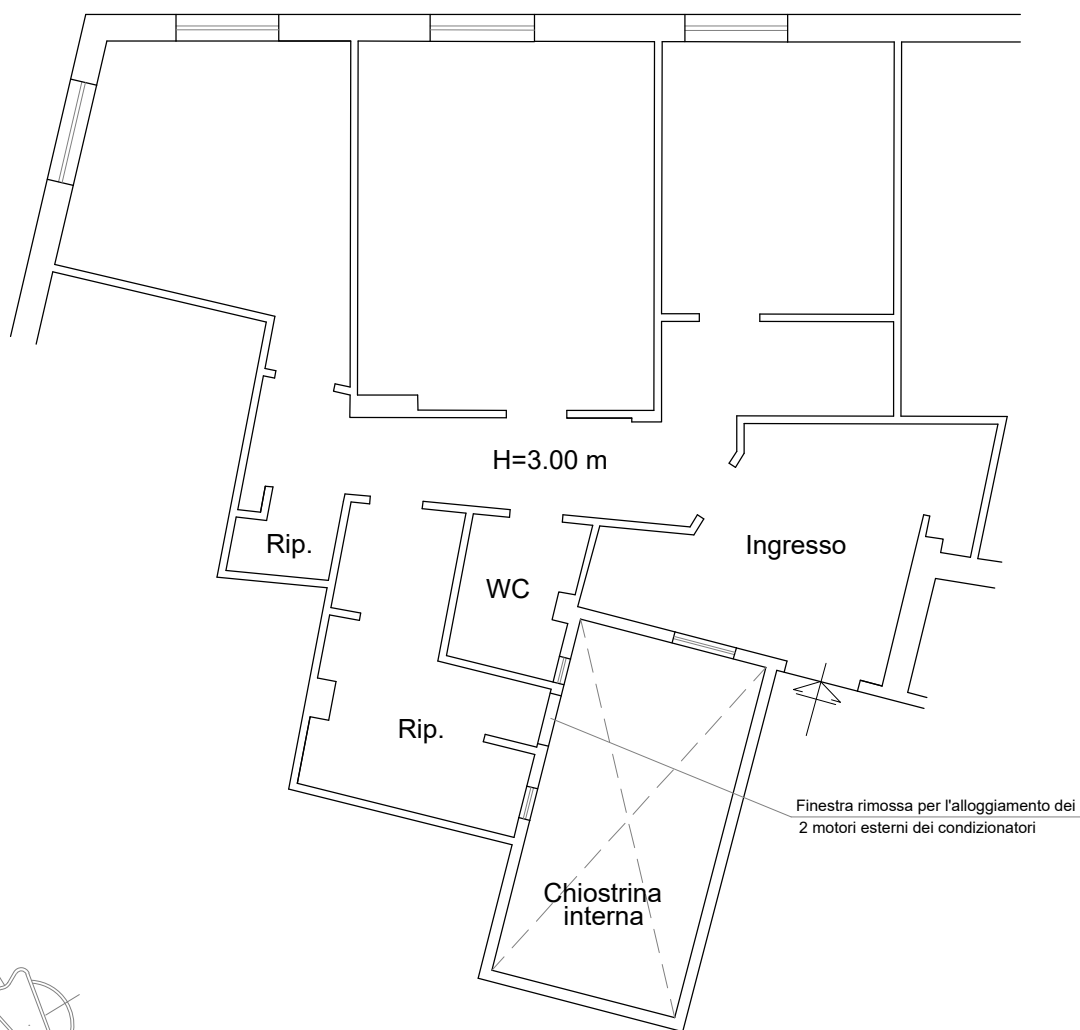 H=3.00 m
Rip.
Ingresso
WC
Rip.
Finestra rimossa per l'alloggiamento dei
2 motori esterni dei condizionatori
Chiostrina
interna